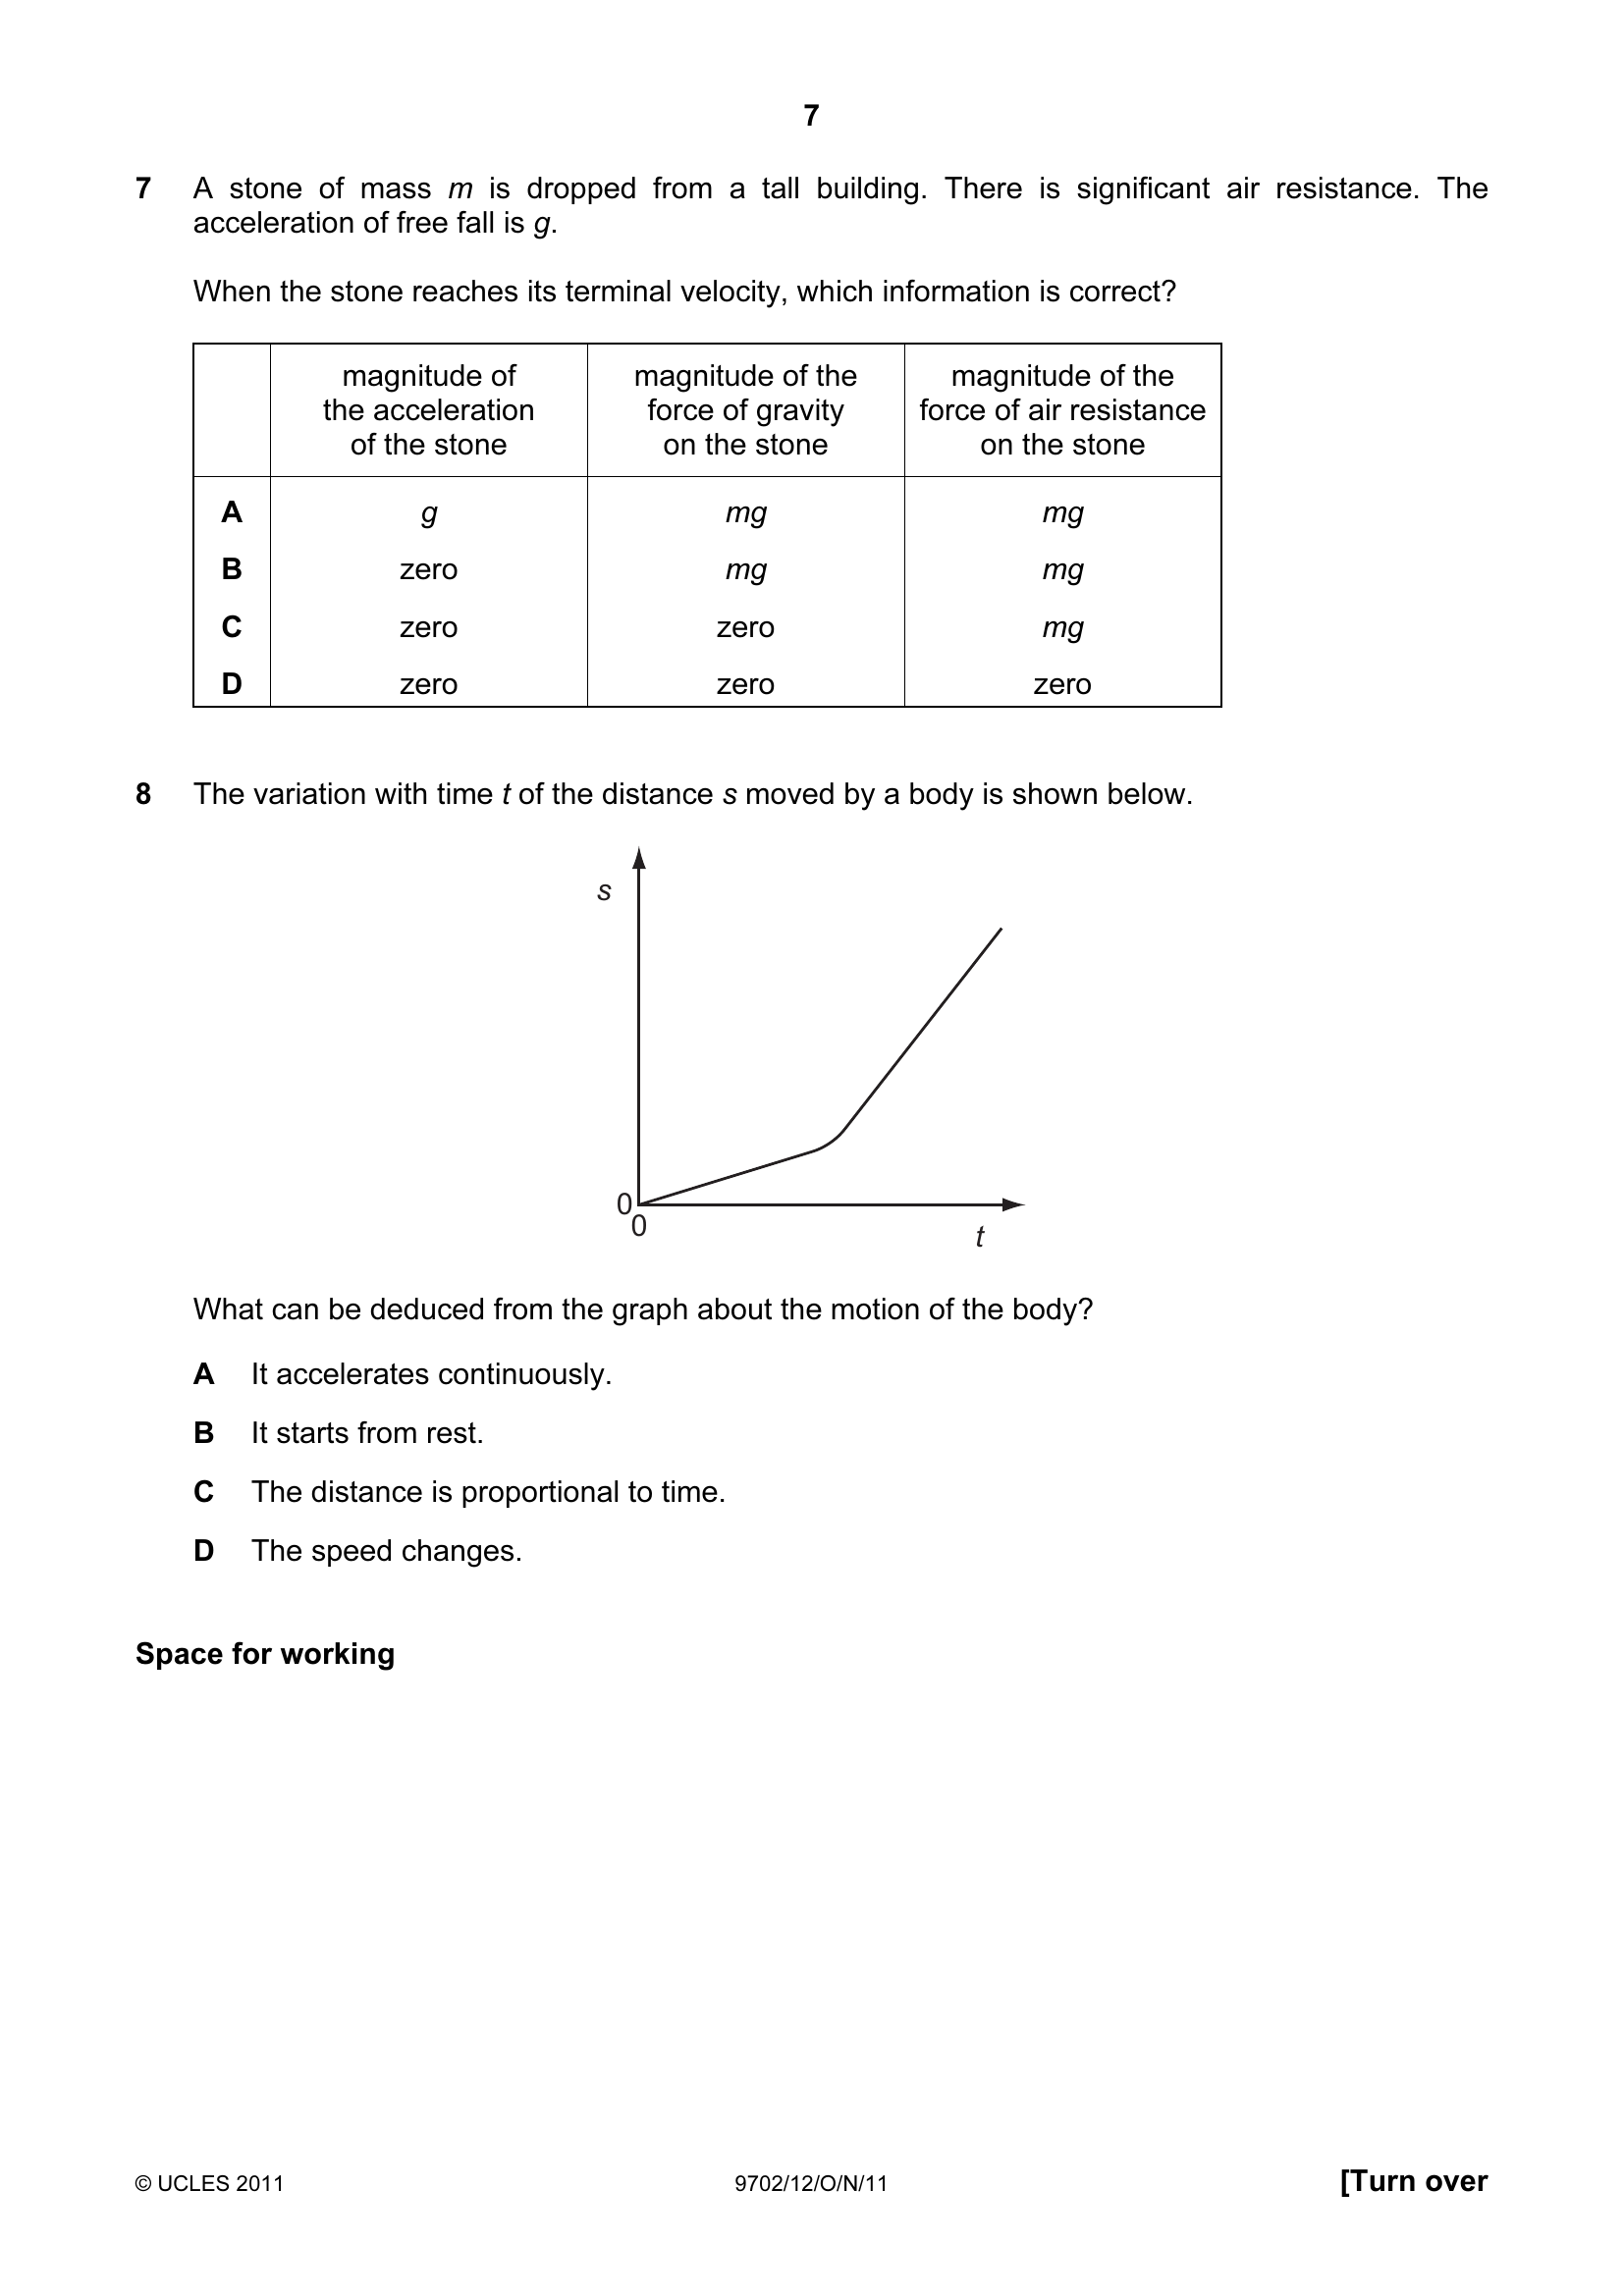 7
7 A stone of mass m is dropped from a tall building. There is significant air resistance. The
acceleration of free fall is g.
When the stone reaches its terminal velocity, which information is correct?
magnitude of the acceleration of the stone | magnitude of the force of gravity on the stone | magnitude of the force of air resistance on the stone
A g mg mg
B zero mg mg
C zero zero mg
D zero zero zero
8 The variation with time t of the distance s moved by a body is shown below.
s
0
0
t
What can be deduced from the graph about the motion of the body?
A It accelerates continuously.
B It starts from rest.
C The distance is proportional to time.
D The speed changes.
Space for working
© UCLES 2011 9702/12/O/N/11 [Turn over